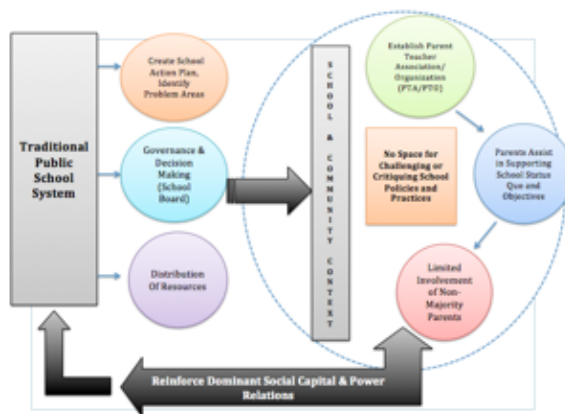 Traditional
Public
School
System
Create School
Action Plan,
Identify
Problem Areas
Governance &
Decision
Making
(School
Board)
Distribution
Of Resources
SCHOOL & COMMUNITY CONTEXT
Establish Parent
Teacher
Association/
Organization
(PTA/PTO)
No Space for
Challenging or
Critiquing School
Policies and
Practices
Parents Assist
in Supporting
School Status
Quo and
Objectives
Limited
Involvement
of Non-
Majority
Parents
Reinforce Dominant Social Capital & Power
Relations